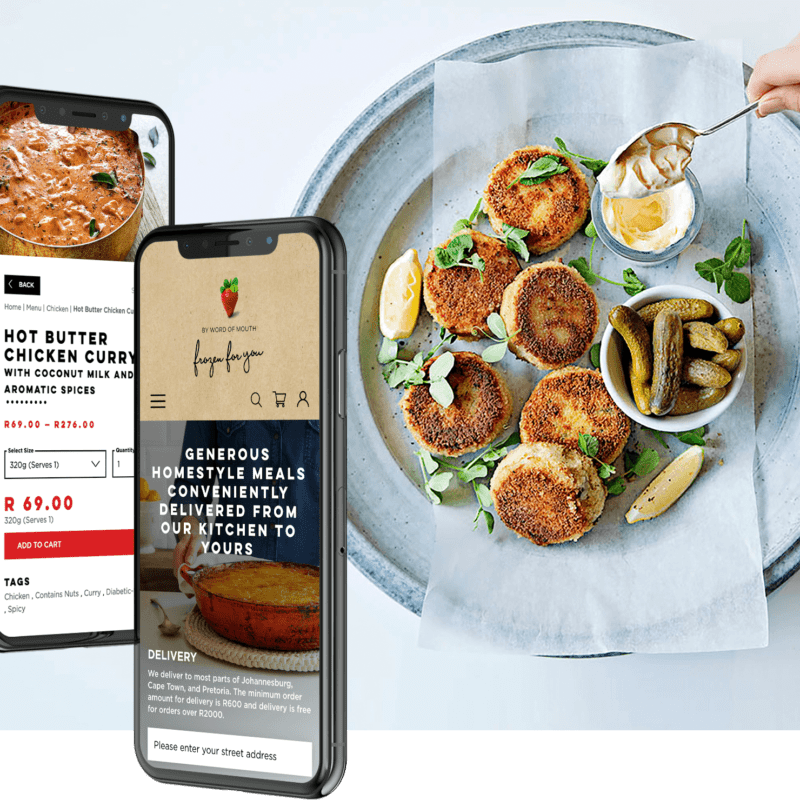 BACK
Home | Menu | Chicken | Hot Butter Chicken Cu
HOT BUTTER
CHICKEN CURRY
WITH COCONUT MILK AND
AROMATIC SPICES
R69.00 – R276.00
Select Size
Quantity
320g (Serves 1)
1
R 69.00
320g (Serves 1)
ADD TO CART
TAGS
Chicken , Contains Nuts , Curry , Diabetic-
, Spicy
BY WORD OF MOUTH
frozen for you
GENEROUS
HOMESTYLE MEALS
CONVENIENTLY
DELIVERED FROM
OUR KITCHEN TO
YOURS
DELIVERY
We deliver to most parts of Johannesburg,
Cape Town, and Pretoria. The minimum order
amount for delivery is R600 and delivery is free
for orders over R2000.
Please enter your street address